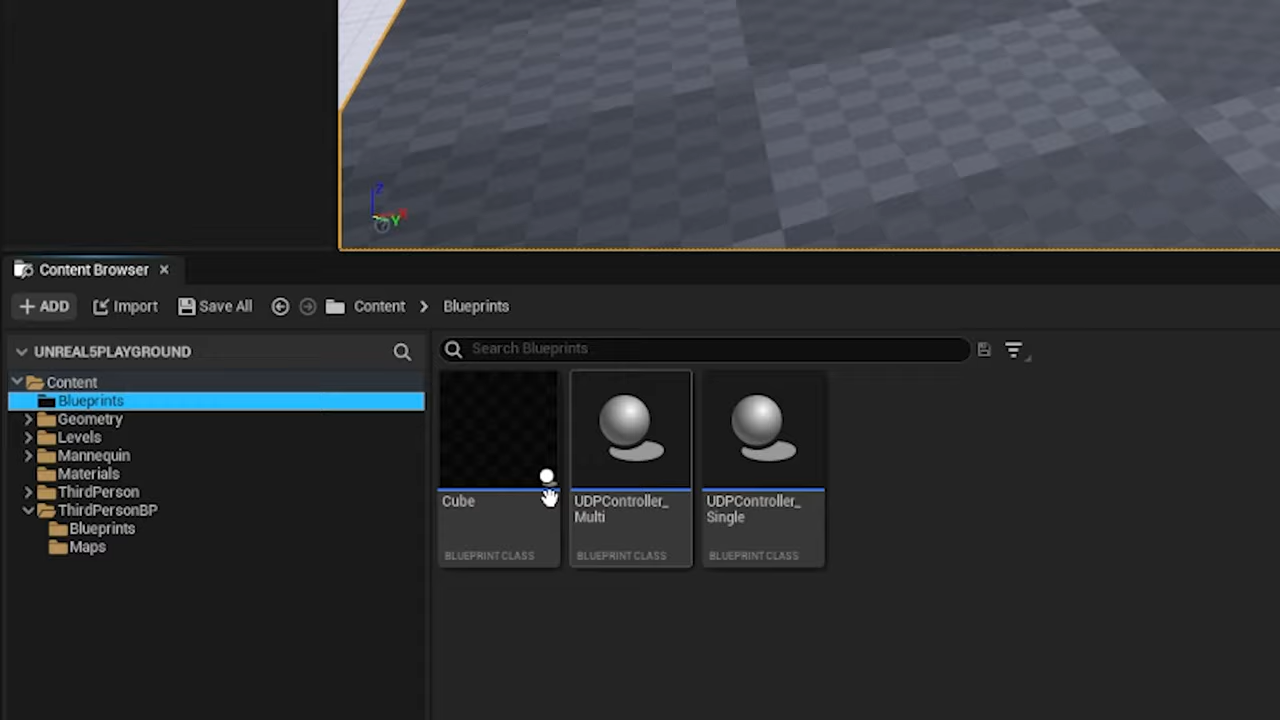 Z
Y
Content Browser
ADD
Import
Save All
Content
Blueprints
UNREAL5PLAYGROUND
Search Blueprints
Content
Blueprints
Geometry
Levels
Mannequin
Materials
ThirdPerson
ThirdPersonBP
Blueprints
Maps
Cube
BLUEPRINT CLASS
UDPController_
Multi
BLUEPRINT CLASS
UDPController_
Single
BLUEPRINT CLASS